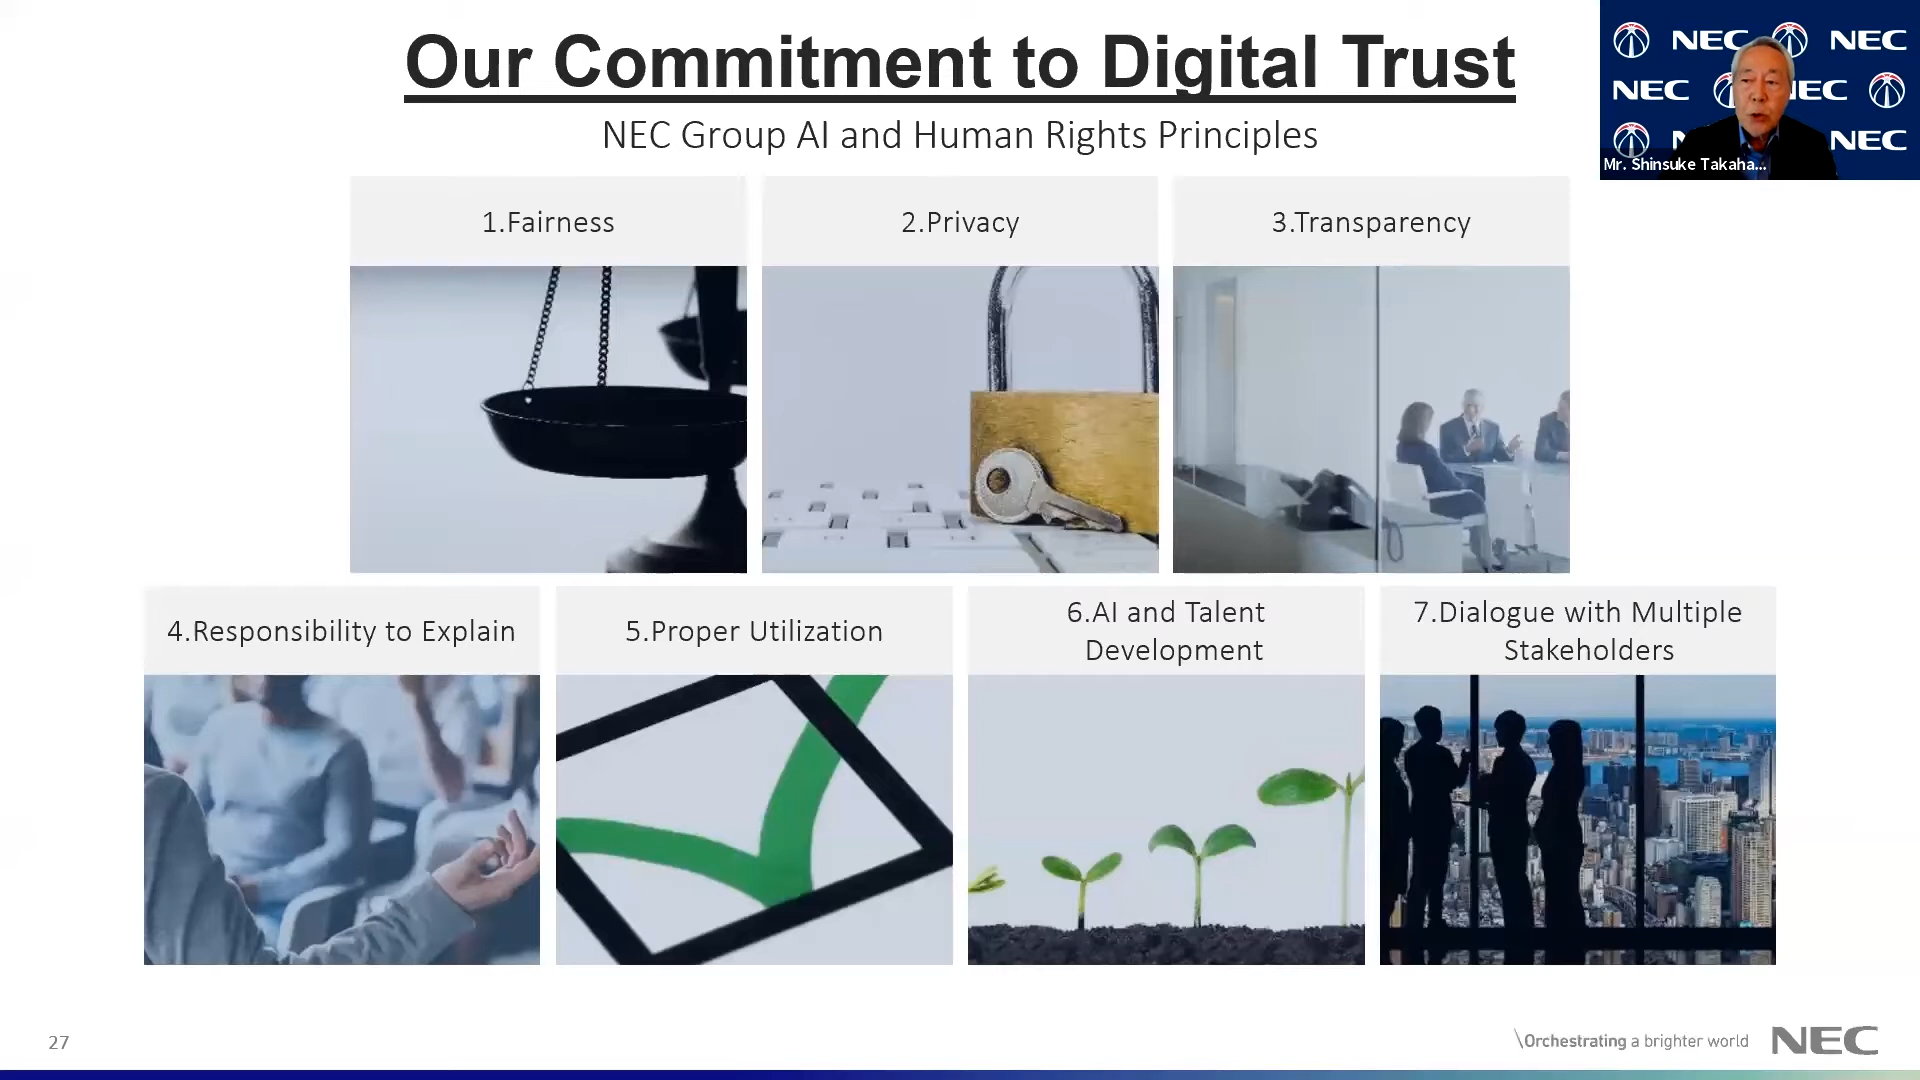 Our Commitment to Digital Trust
NEC Group AI and Human Rights Principles
NEC NEC
NEC NEC
NEC
Mr. Shinsuke Takaha...
1.Fairness
2.Privacy
3.Transparency
4.Responsibility to Explain
5.Proper Utilization
6.AI and Talent
Development
7.Dialogue with Multiple
Stakeholders
27
\Orchestrating a brighter world
NEC